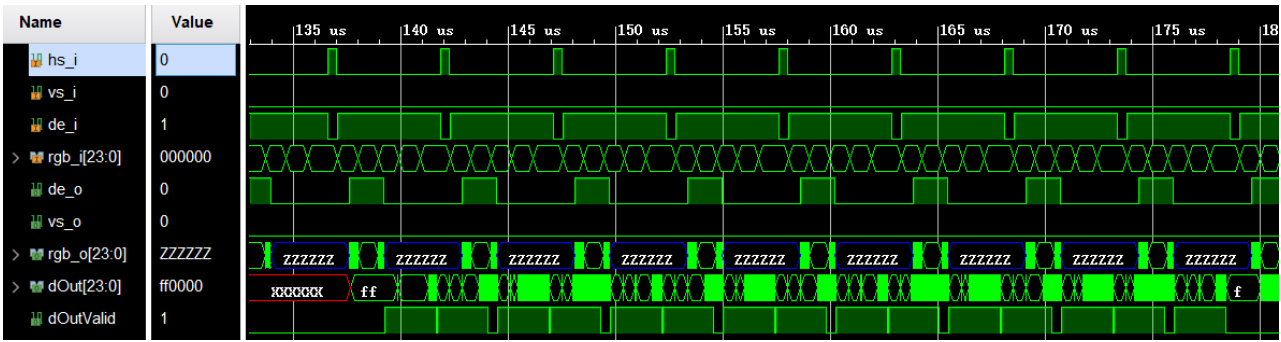 Name Value 135 us 140 us 145 us 150 us 155 us 160 us 165 us 170 us 175 us 18
hs_i 0
vs_i 0
de_i 1
rgb_i[23:0] 000000
de_o 0
vs_o 0
rgb_o[23:0] ZZZZZZ ZZZZZZ ZZZZZZ ZZZZZZ ZZZZZZ ZZZZZZ ZZZZZZ ZZZZZZ ZZZZZZ ZZZZZZ
dOut[23:0] ff0000 XXXXXX ff f
dOutValid 1